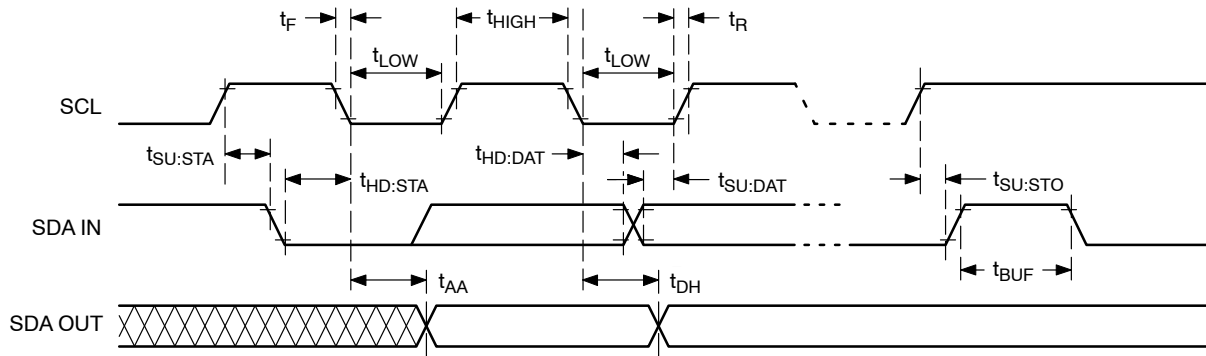 tF
tHIGH
tR
tLOW
tLOW
SCL
tSU:STA
tHD:STA
tHD:DAT
tSU:DAT
tSU:STO
SDA IN
tBUF
tAA
tDH
SDA OUT